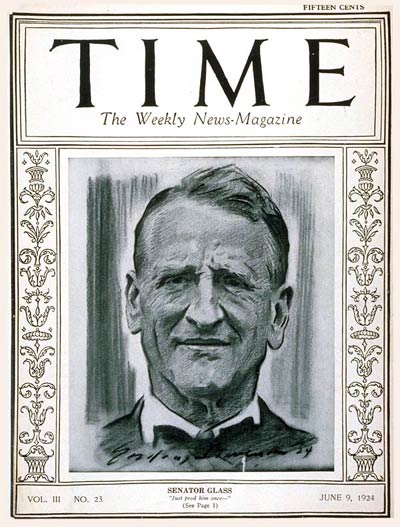 FIFTEEN CENTS
TIME
The Weekly News-Magazine
VOL. III NO. 23
SENATOR GLASS
"Just prod him once—"
(See Page 1)
JUNE 9, 1924